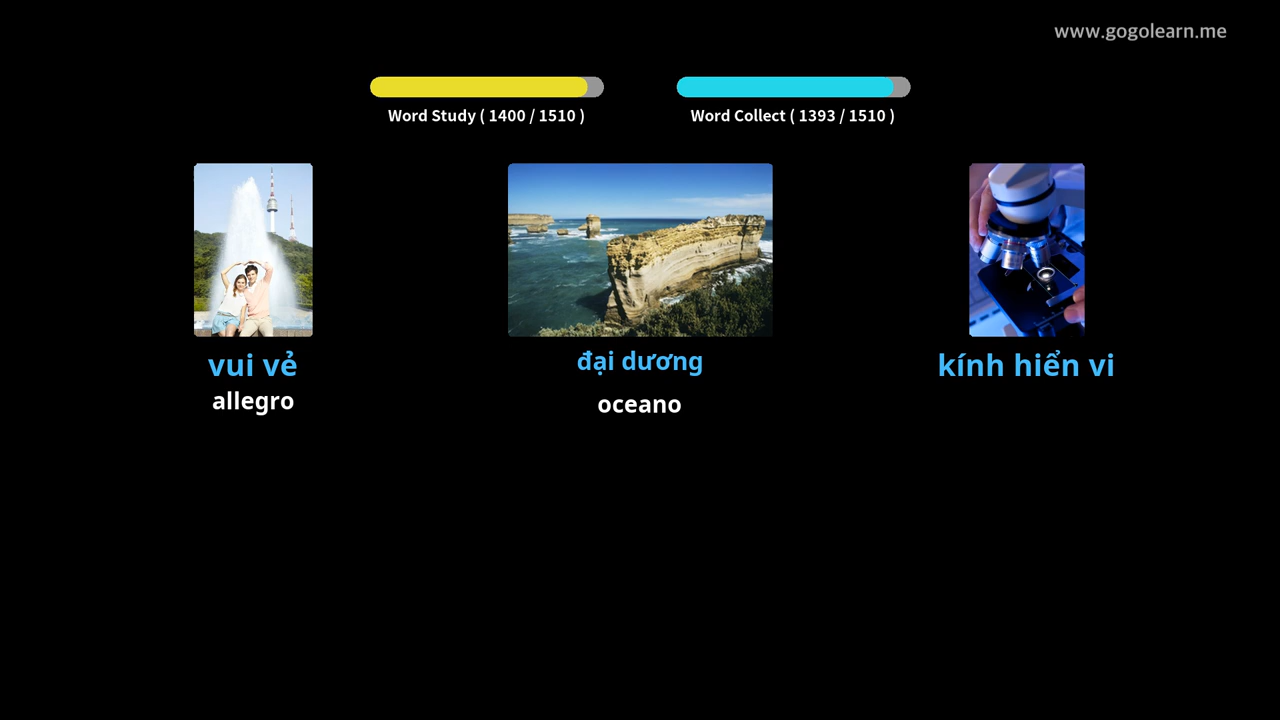 www.gogolearn.me
Word Study ( 1400 / 1510 )
Word Collect ( 1393 / 1510 )
vui vẻ
allegro
đại dương
oceano
kính hiển vi